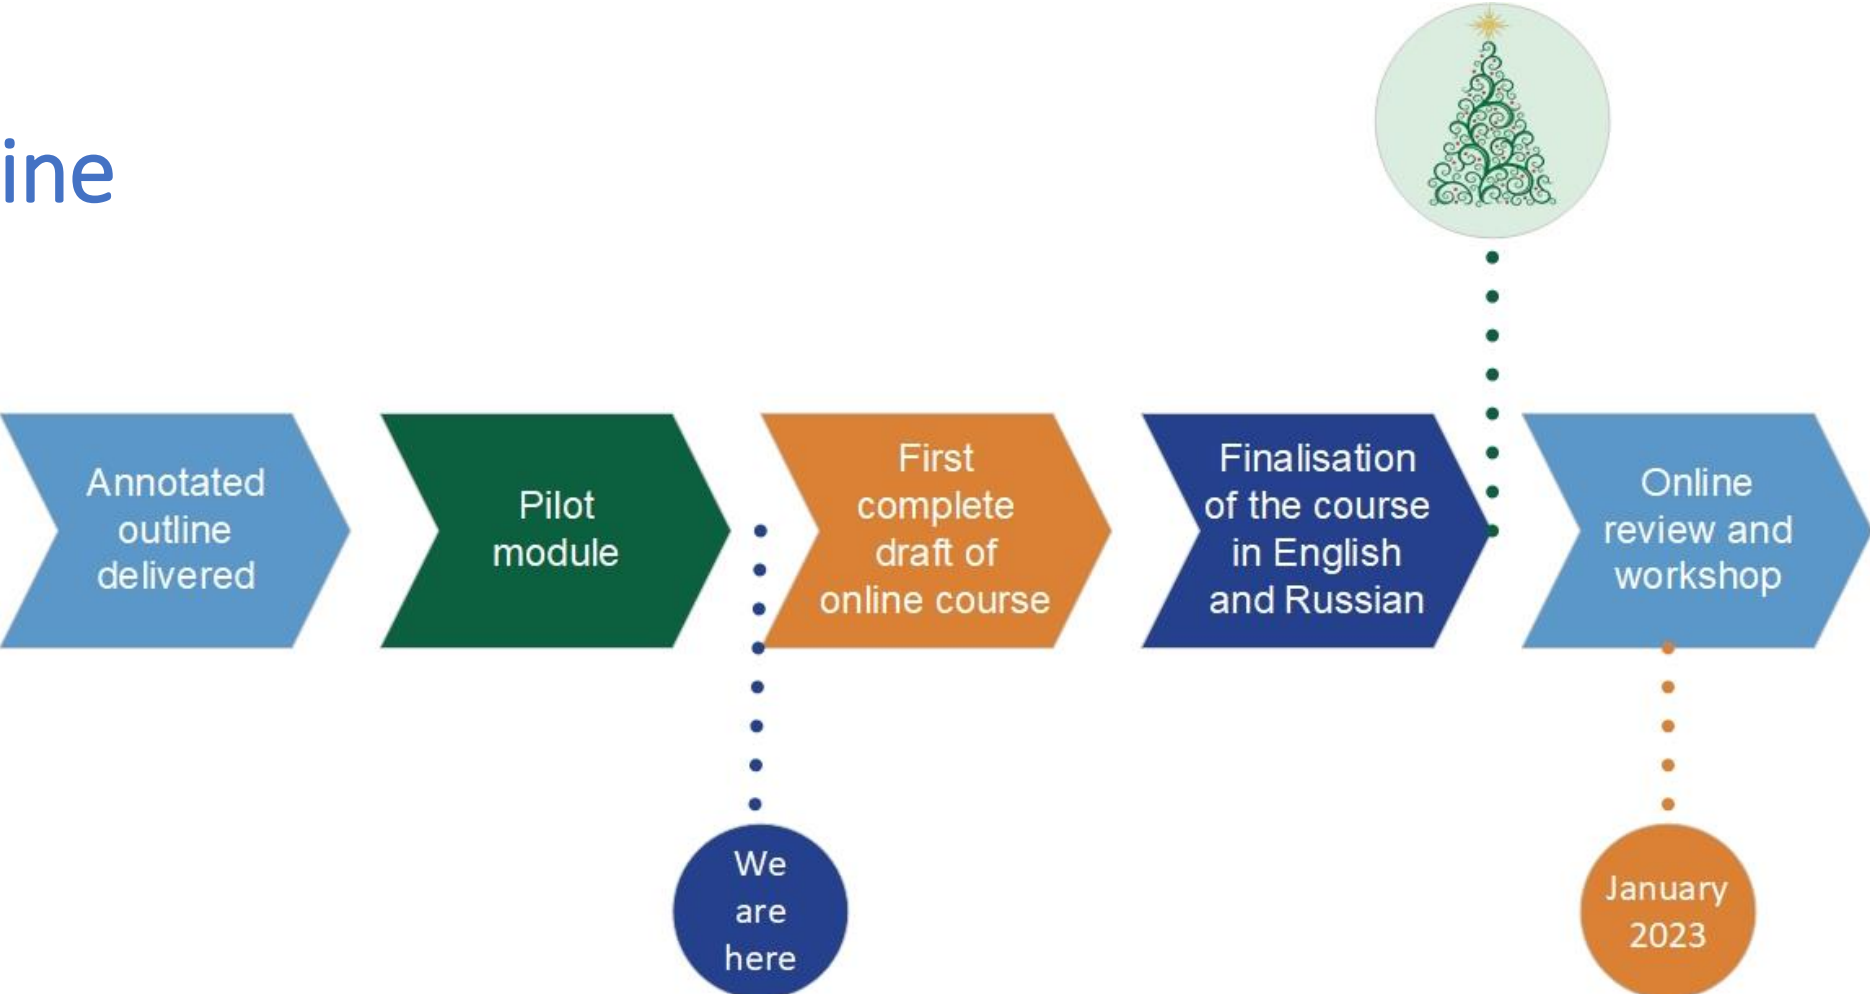 ine
Annotated
outline
delivered
Pilot
module
First
complete
draft of
online course
Finalisation
of the course
in English
and Russian
Online
review and
workshop
We
are
here
January
2023